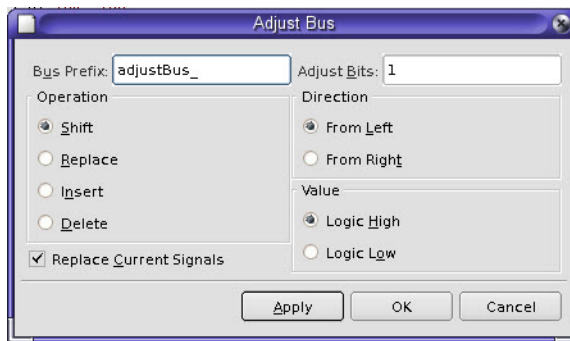 Adjust Bus
Bus Prefix: adjustBus_ Adjust Bits: 1
Operation
Shift
Replace
Insert
Delete
Replace Current Signals
Direction
From Left
From Right
Value
Logic High
Logic Low
Apply OK Cancel